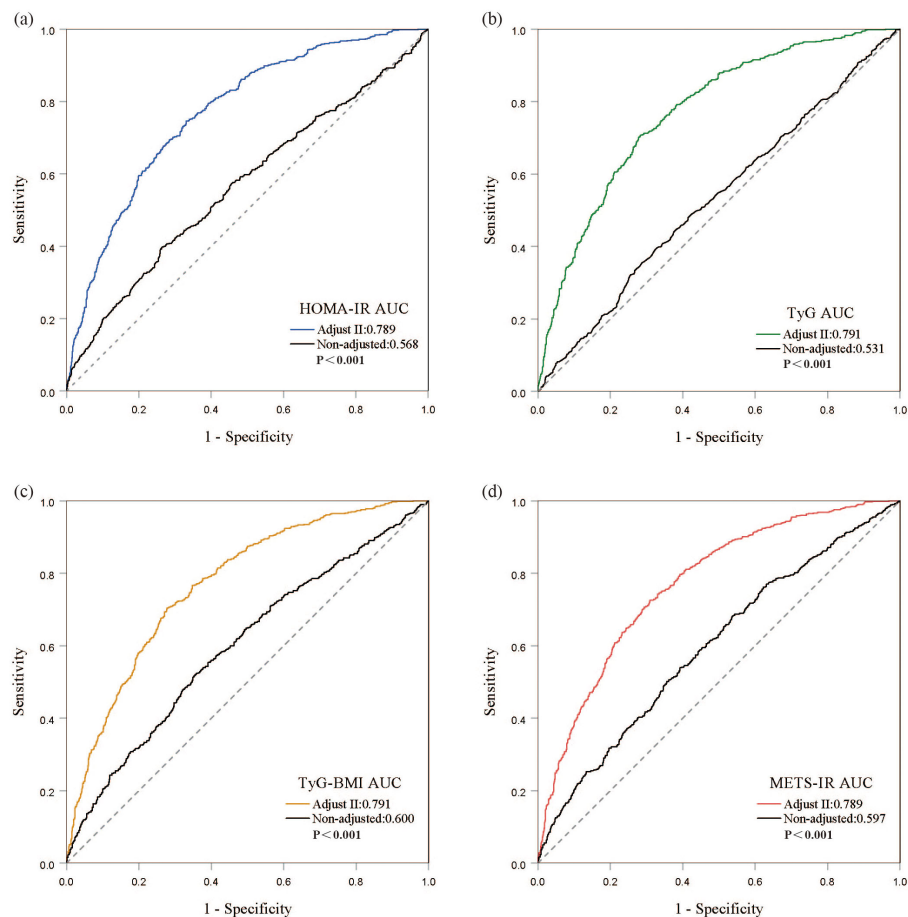 (a)
1.0
0.8
0.6
0.4
0.2
0.0
Sensitivity
HOMA-IR AUC
Adjust II:0.789
Non-adjusted:0.568
P<0.001
0.0 0.2 0.4 0.6 0.8 1.0
1 - Specificity
(b)
1.0
0.8
0.6
0.4
0.2
0.0
Sensitivity
TyG AUC
Adjust II:0.791
Non-adjusted:0.531
P<0.001
0.0 0.2 0.4 0.6 0.8 1.0
1 - Specificity
(c)
1.0
0.8
0.6
0.4
0.2
0.0
Sensitivity
TyG-BMI AUC
Adjust II:0.791
Non-adjusted:0.600
P<0.001
0.0 0.2 0.4 0.6 0.8 1.0
1 - Specificity
(d)
1.0
0.8
0.6
0.4
0.2
0.0
Sensitivity
METS-IR AUC
Adjust II:0.789
Non-adjusted:0.597
P<0.001
0.0 0.2 0.4 0.6 0.8 1.0
1 - Specificity